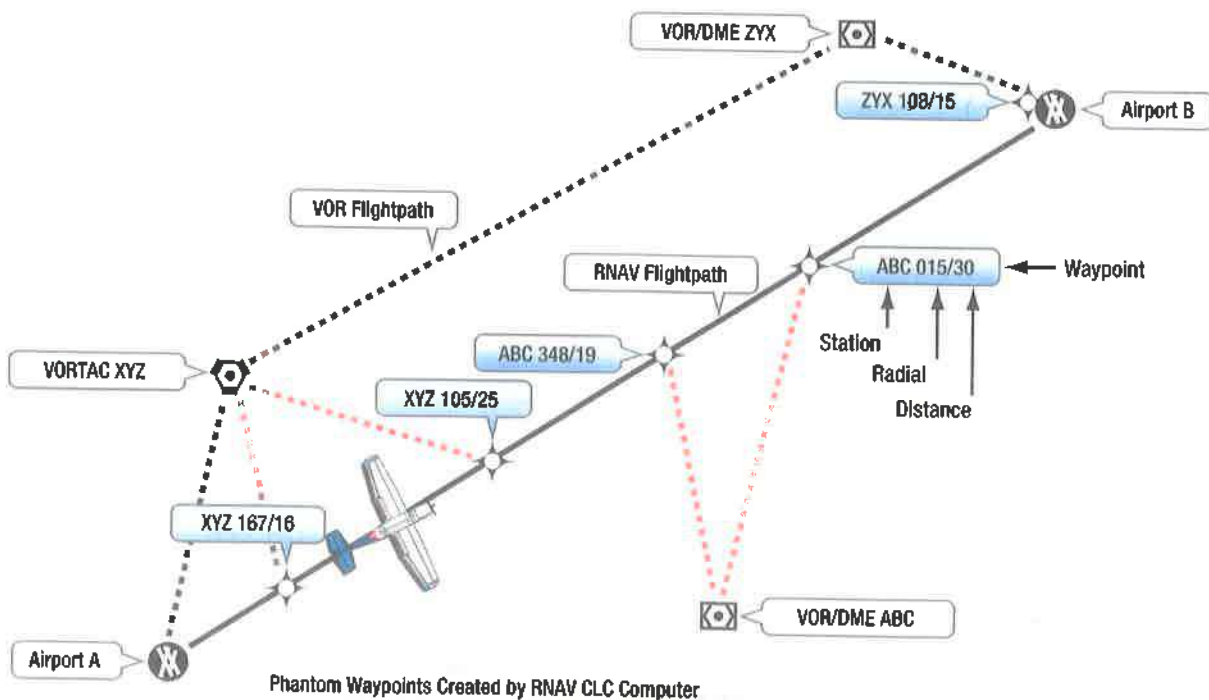 VOR/DME ZYX
ZYX 108/15
Airport B
VOR Flightpath
RNAV Flightpath
ABC 015/30
Waypoint
Station
Radial
Distance
VORTAC XYZ
ABC 348/19
XYZ 105/25
XYZ 167/16
VOR/DME ABC
Airport A
Phantom Waypoints Created by RNAV CLC Computer